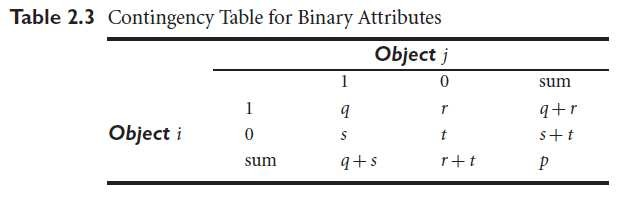 Table 2.3 Contingency Table for Binary Attributes
Object j
1 0 sum
1 q r q+r
Object i 0 s t s+t
sum q+s r+t p